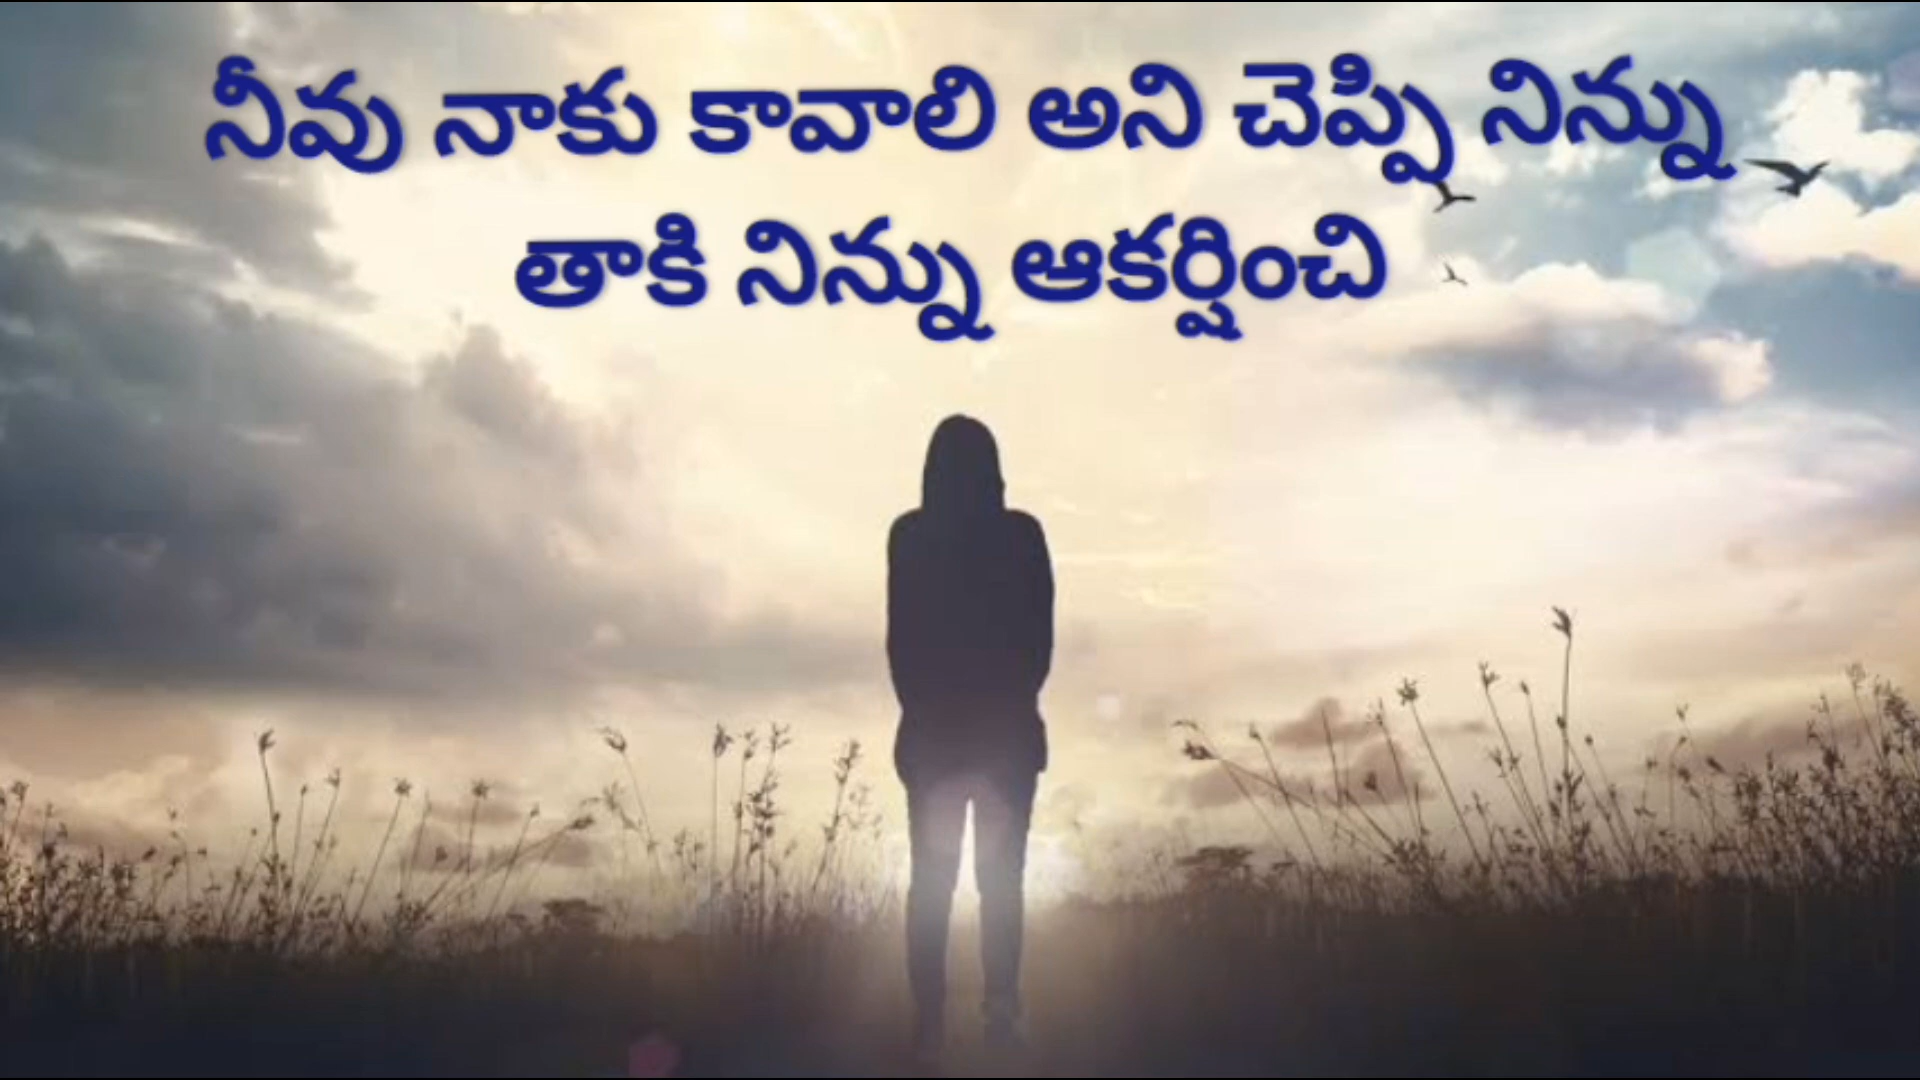 నీవు నాకు కావాలి అని చెప్పి నిన్ను
తాకి నిన్ను ఆకర్షించి